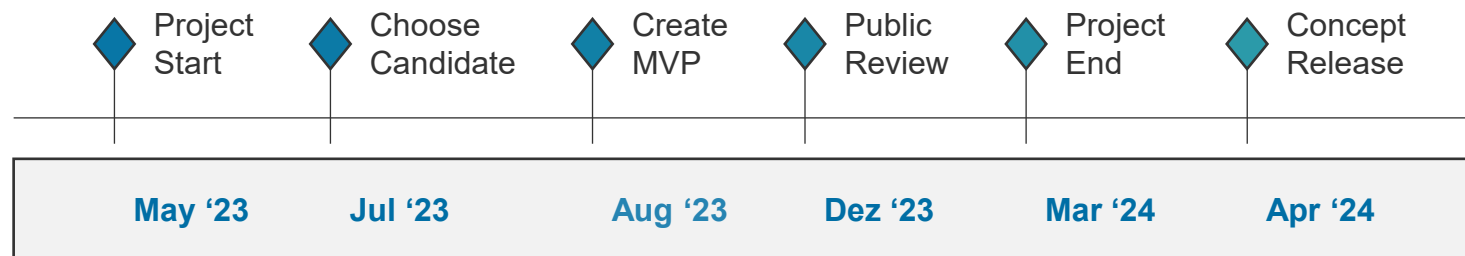 Project
Start
Choose
Candidate
Create
MVP
Public
Review
Project
End
Concept
Release
May ‘23
Jul ‘23
Aug ‘23
Dez ‘23
Mar ‘24
Apr ‘24